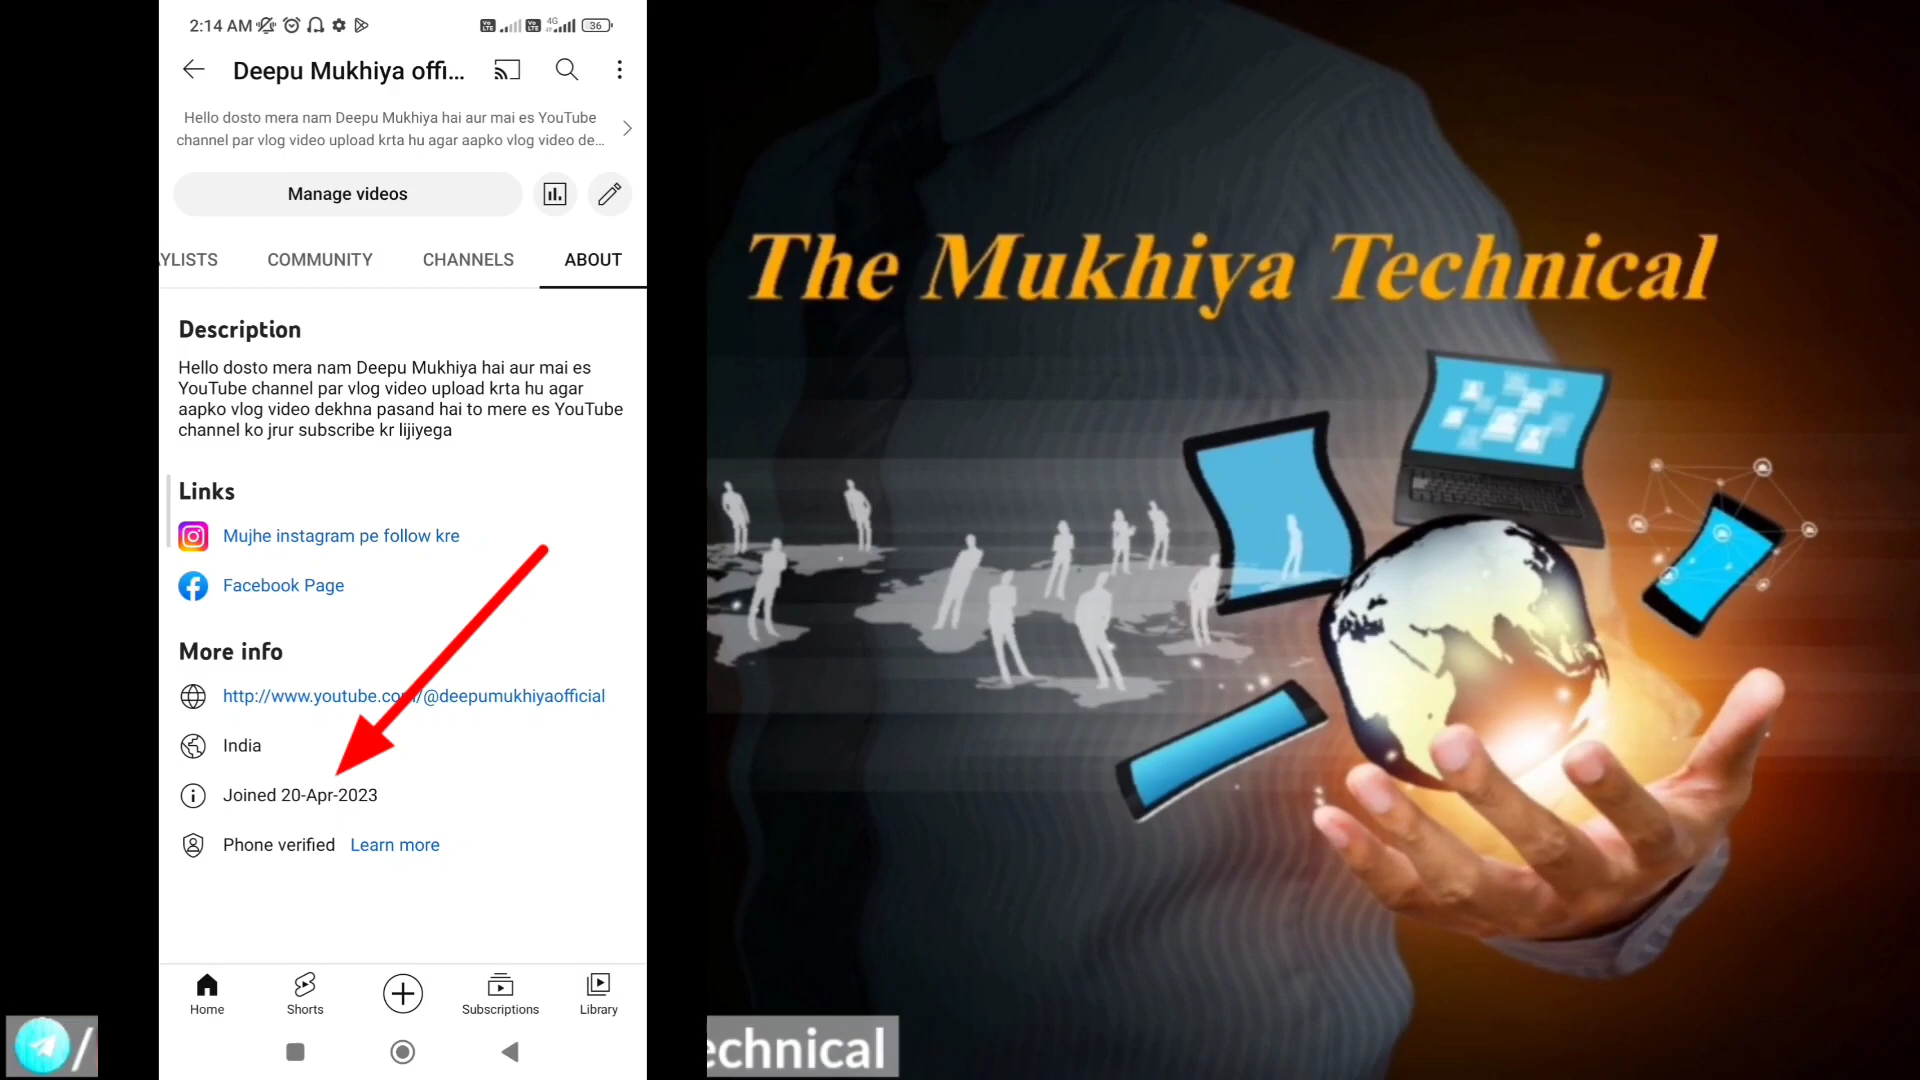 2:14 AM
4G
36
Deepu Mukhiya offi...
Hello dosto mera nam Deepu Mukhiya hai aur mai es YouTube
channel par vlog video upload krta hu agar aapko vlog video de...
Manage videos
YLISTS
COMMUNITY
CHANNELS
ABOUT
Description
Hello dosto mera nam Deepu Mukhiya hai aur mai es
YouTube channel par vlog video upload krta hu agar
aapko vlog video dekhna pasand hai to mere es YouTube
channel ko jrur subscribe kr lijiyega
Links
Mujhe instagram pe follow kre
Facebook Page
More info
http://www.youtube.com/@deepumukhiyaofficial
India
Joined 20-Apr-2023
Phone verified Learn more
Home
Shorts
Subscriptions
Library
/
The Mukhiya Technical
echnical